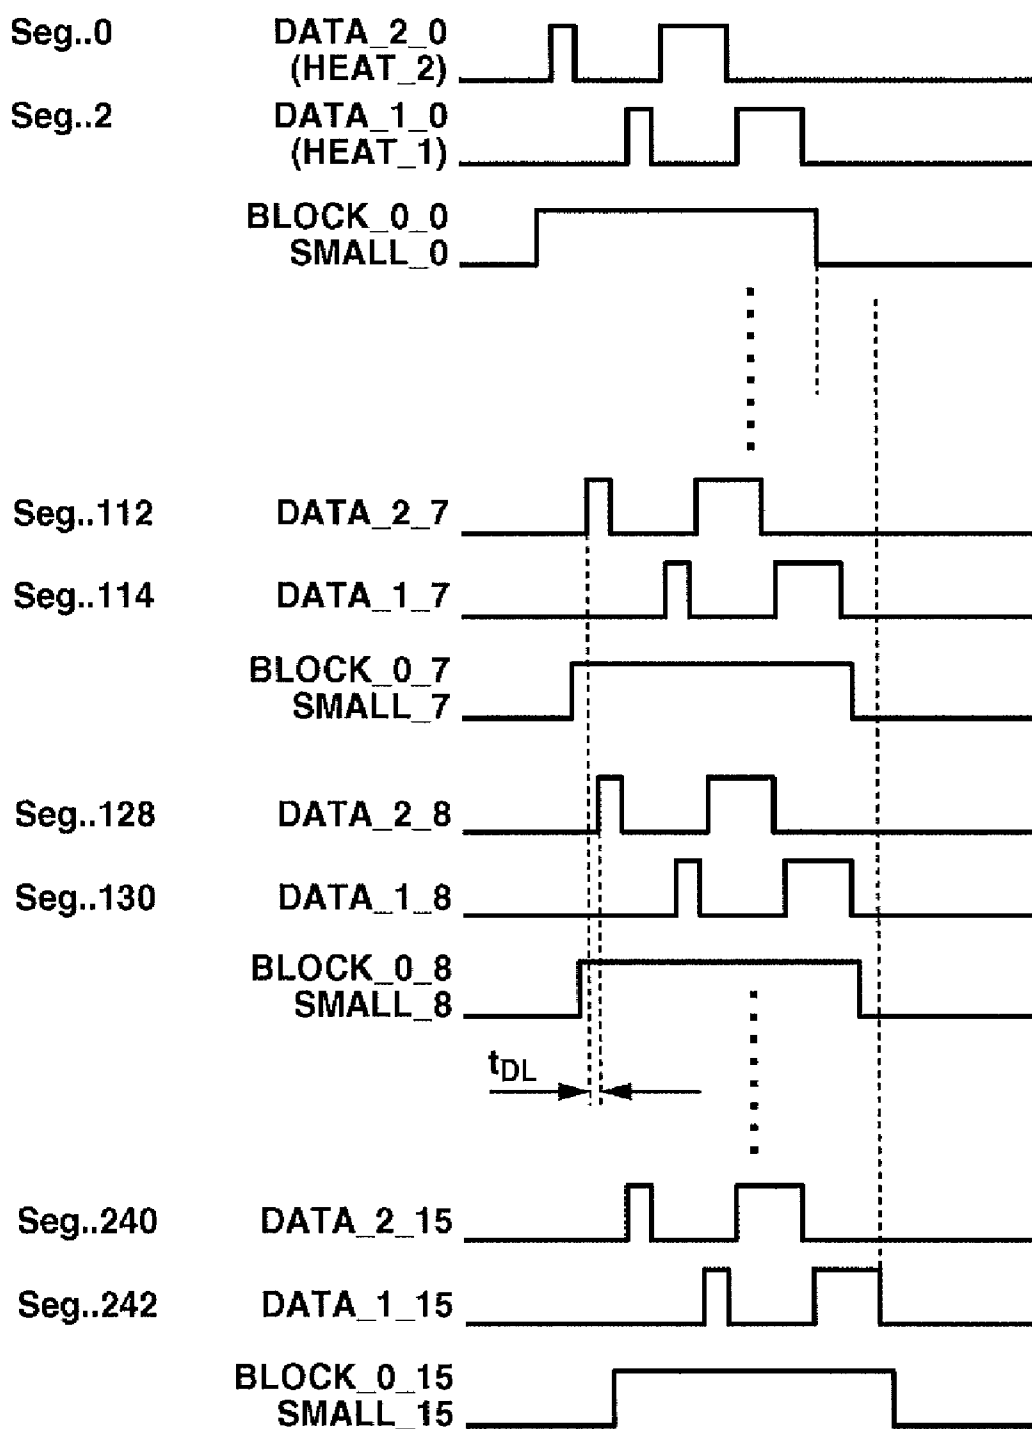 Seg..0 DATA_2_0
(HEAT_2)
Seg..2 DATA_1_0
(HEAT_1)
BLOCK_0_0
SMALL_0
Seg..112 DATA_2_7
Seg..114 DATA_1_7
BLOCK_0_7
SMALL_7
Seg..128 DATA_2_8
Seg..130 DATA_1_8
BLOCK_0_8
SMALL_8
tDL
Seg..240 DATA_2_15
Seg..242 DATA_1_15
BLOCK_0_15
SMALL_15